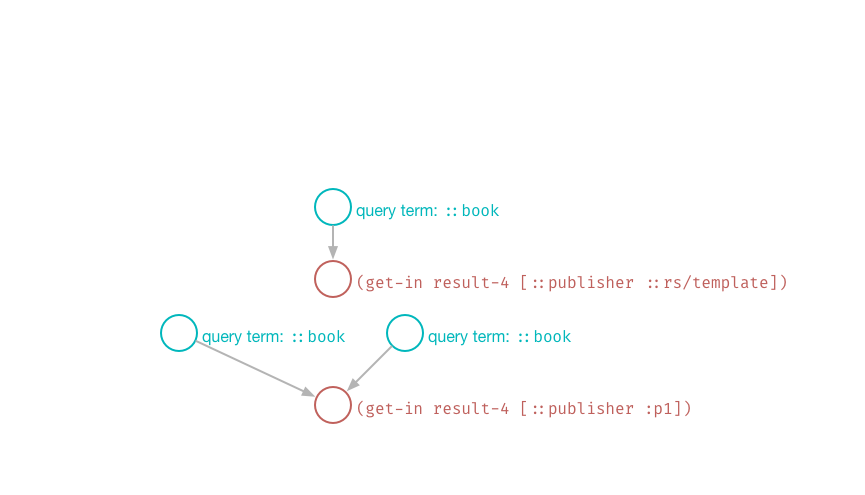 query term: ::book
(get-in result-4 [::publisher ::rs/template])
query term: ::book
query term: ::book
(get-in result-4 [::publisher :p1])